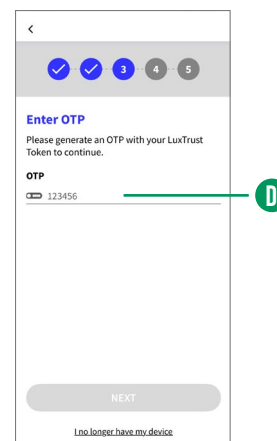 3 4 5
Enter OTP
Please generate an OTP with your LuxTrust
Token to continue.
OTP
123456
D
NEXT
I no longer have my device